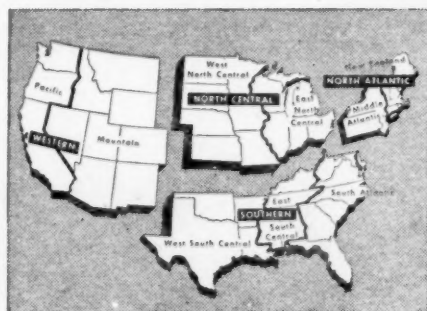 New England
NORTH ATLANTIC
Middle
Atlantic
West
North Central
NORTH CENTRAL
East
North
Central
Pacific
WESTERN
Mountain
East
South Atlantic
SOUTHERN
South
Central
West South Central